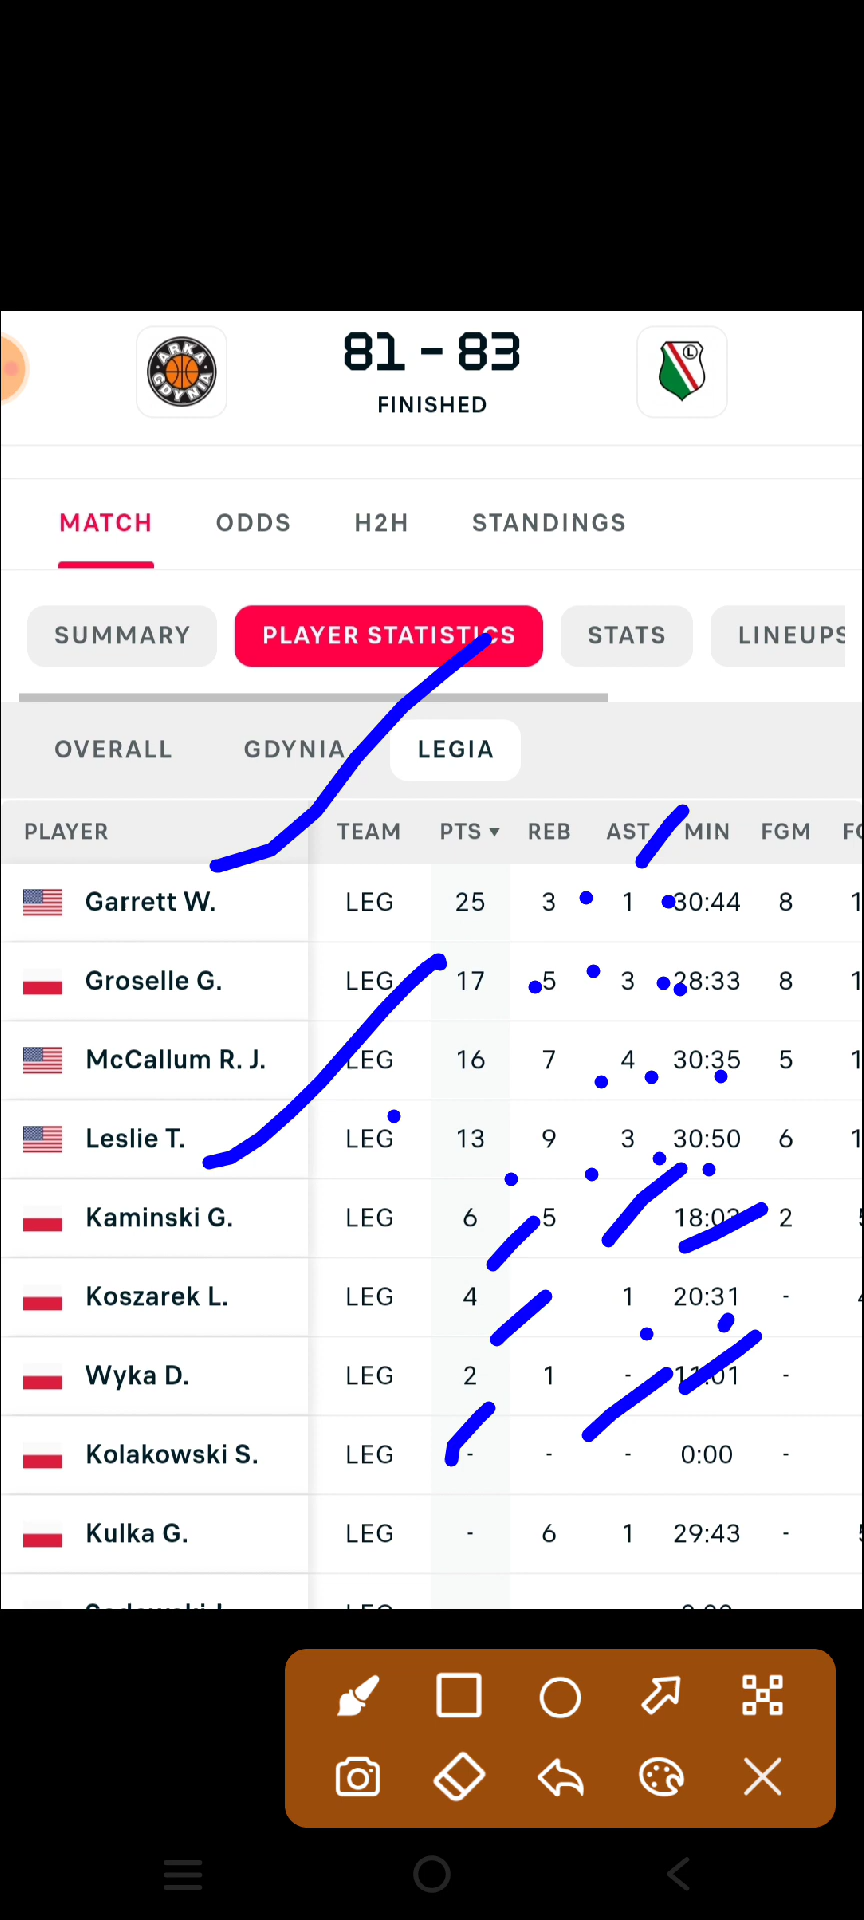 ARKA
GDYNIA
81 - 83
L
FINISHED
MATCH ODDS H2H STANDINGS
SUMMARY PLAYER STATISTICS STATS LINEUPS
OVERALL GDYNIA LEGIA
PLAYER TEAM PTS ▼ REB AST MIN FGM
Garrett W. LEG 25 3 1 30:44 8
Groselle G. LEG 17 5 3 28:33 8
McCallum R. J. LEG 16 7 4 30:35 5
Leslie T. LEG 13 9 3 30:50 6
Kaminski G. LEG 6 5 2
Koszarek L. LEG 4 1 20:31 -
Wyka D. LEG 2 1 - 11:01 -
Kolakowski S. LEG - - - 0:00 -
Kulka G. LEG - 6 1 29:43 -